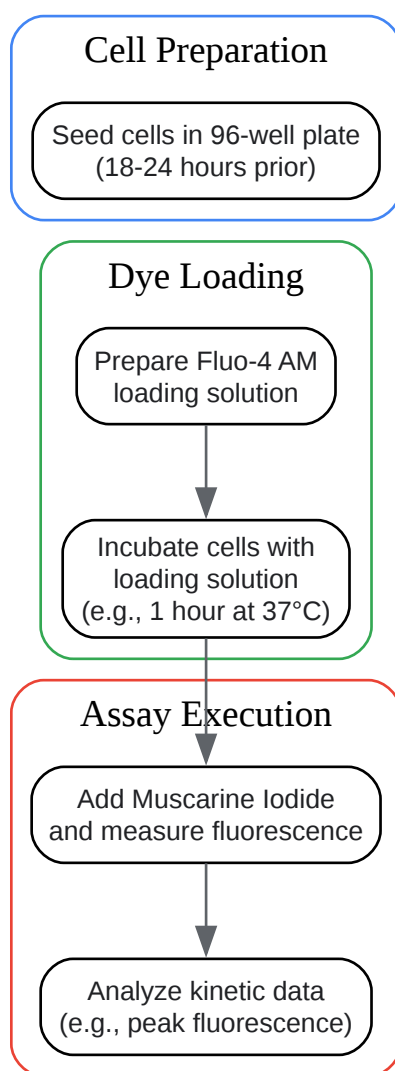 Cell Preparation
Seed cells in 96-well plate
(18-24 hours prior)
Dye Loading
Prepare Fluo-4 AM
loading solution
Incubate cells with
loading solution
(e.g., 1 hour at 37°C)
Assay Execution
Add Muscarine Iodide
and measure fluorescence
Analyze kinetic data
(e.g., peak fluorescence)